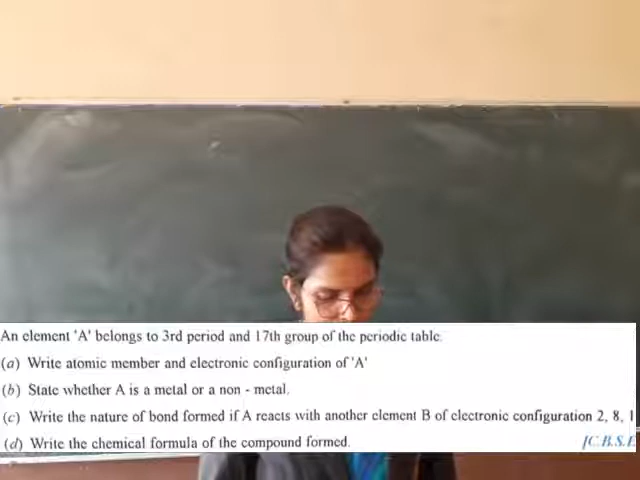 An element 'A' belongs to 3rd period and 17th group of the periodic table.
(a) Write atomic member and electronic configuration of 'A'
(b) State whether A is a metal or a non - metal.
(c) Write the nature of bond formed if A reacts with another element B of electronic configuration 2, 8, 1
(d) Write the chemical formula of the compound formed.
[C.B.S.E